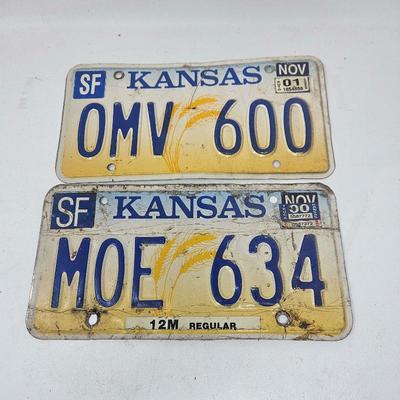 SF KANSAS NOV
01
OMV 600
SF KANSAS NOV
00
MOE 634
12M REGULAR